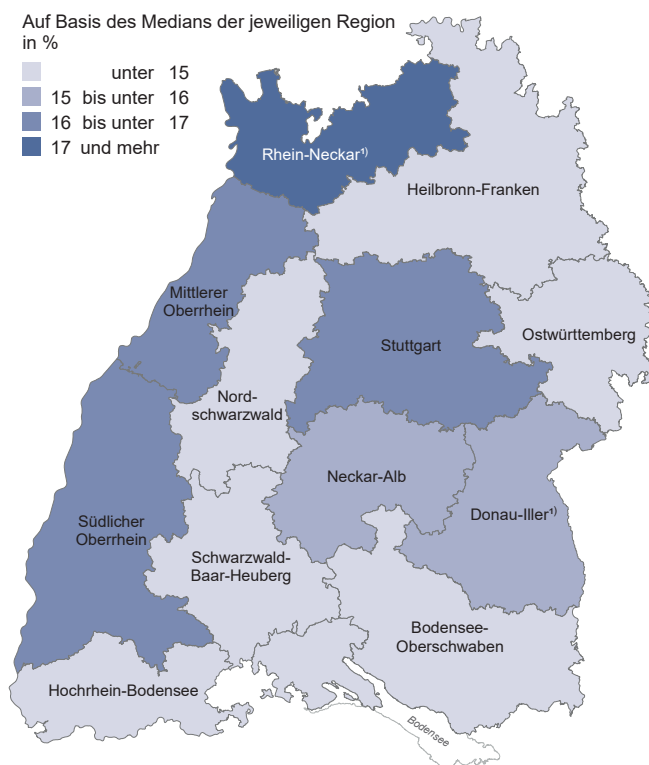 Auf Basis des Medians der jeweiligen Region
in %
unter 15
15 bis unter 16
16 bis unter 17
17 und mehr
Rhein-Neckar¹⁾
Heilbronn-Franken
Mittlerer
Oberrhein
Stuttgart
Ostwürttemberg
Nord-
schwarzwald
Neckar-Alb
Donau-Iller¹⁾
Südlicher
Oberrhein
Schwarzwald-
Baar-Heuberg
Bodensee-
Oberschwaben
Hochrhein-Bodensee
Bodensee